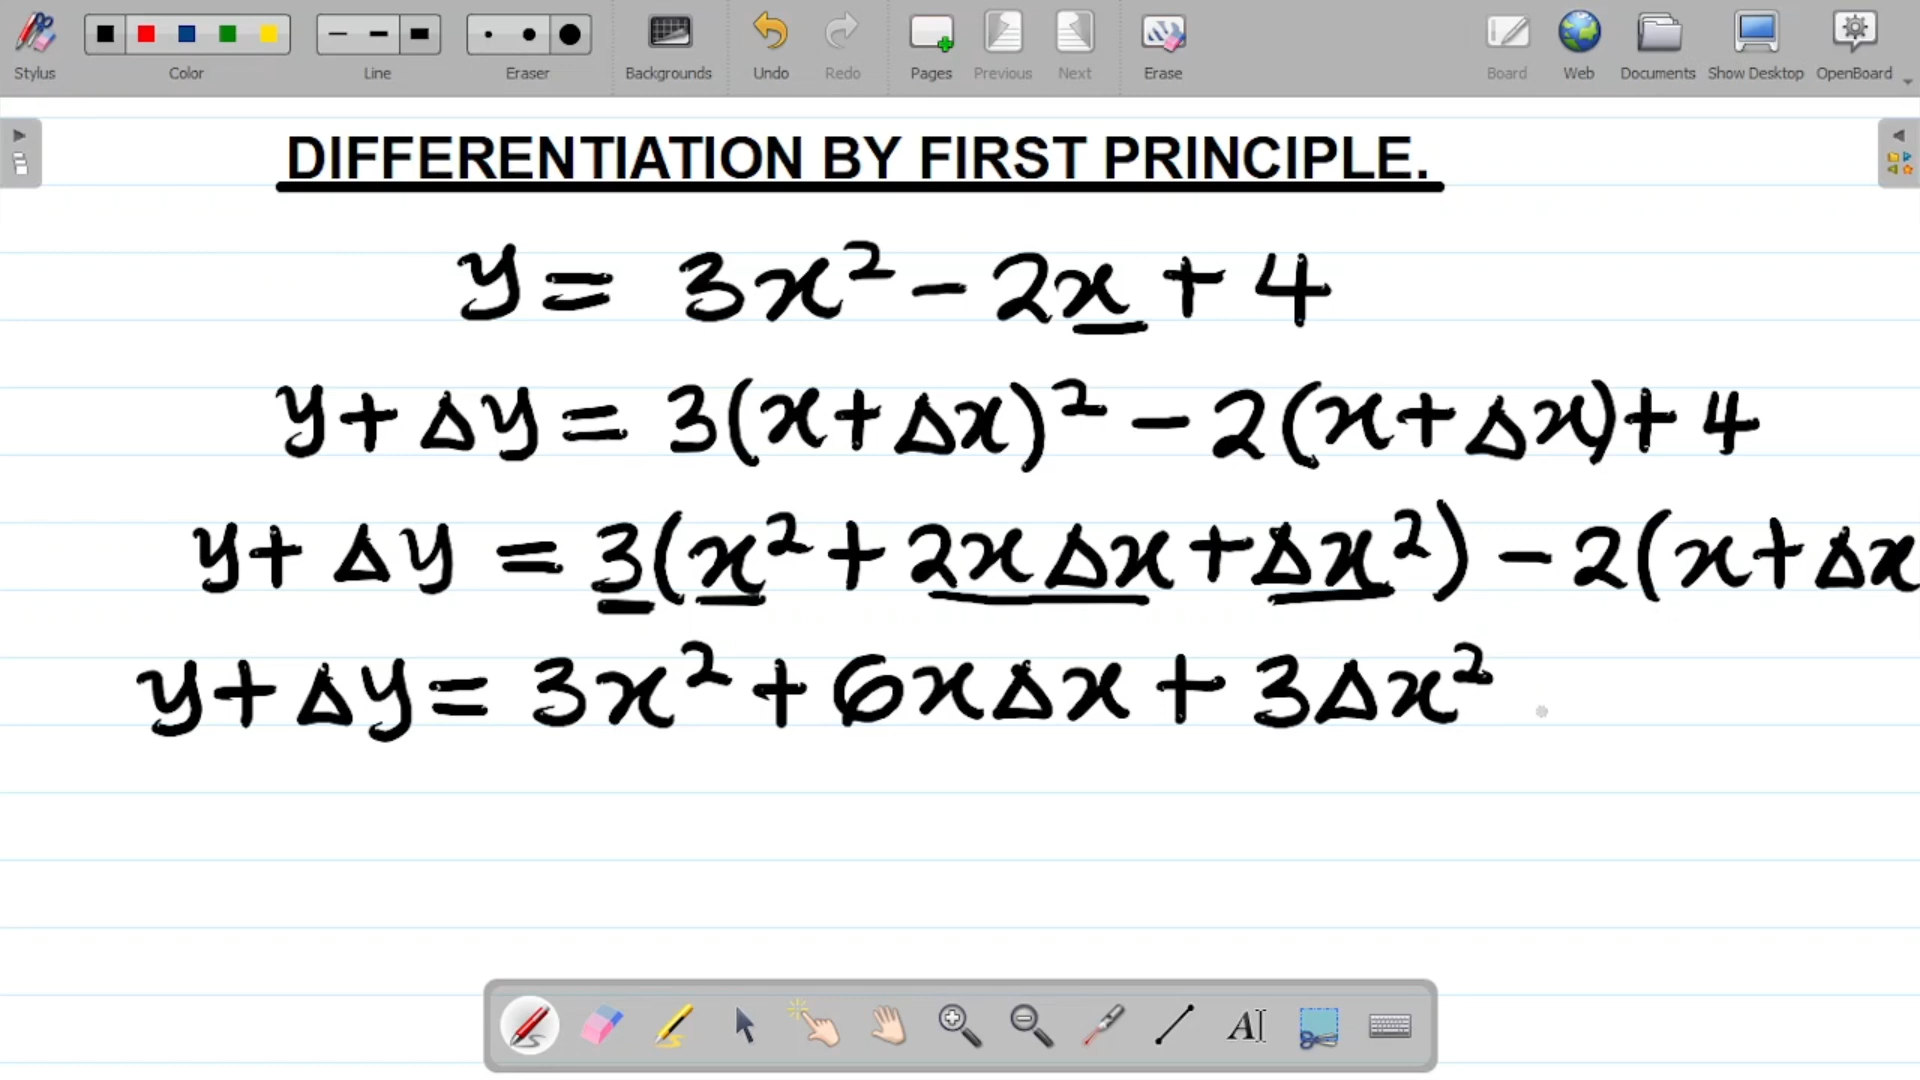 Stylus Color Line Eraser Backgrounds Undo Redo Pages Previous Next Erase Board Web Documents Show Desktop OpenBoard
DIFFERENTIATION BY FIRST PRINCIPLE.
y = 3x² - 2x + 4
y + Δy = 3(x + Δx)² - 2(x + Δx) + 4
y + Δy = 3(x² + 2xΔx + Δx²) - 2(x + Δx
y + Δy = 3x² + 6xΔx + 3Δx²
AI